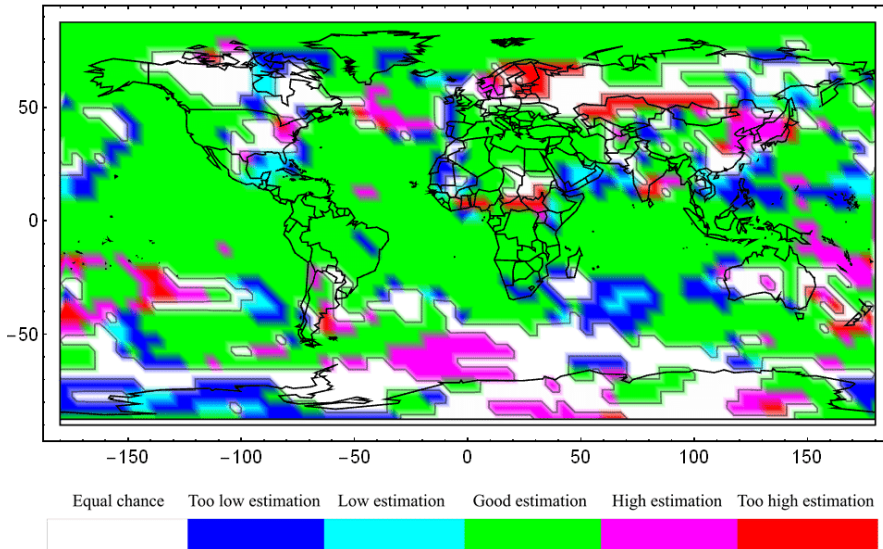 50
0
−50
−150 −100 −50 0 50 100 150
Equal chance Too low estimation Low estimation Good estimation High estimation Too high estimation